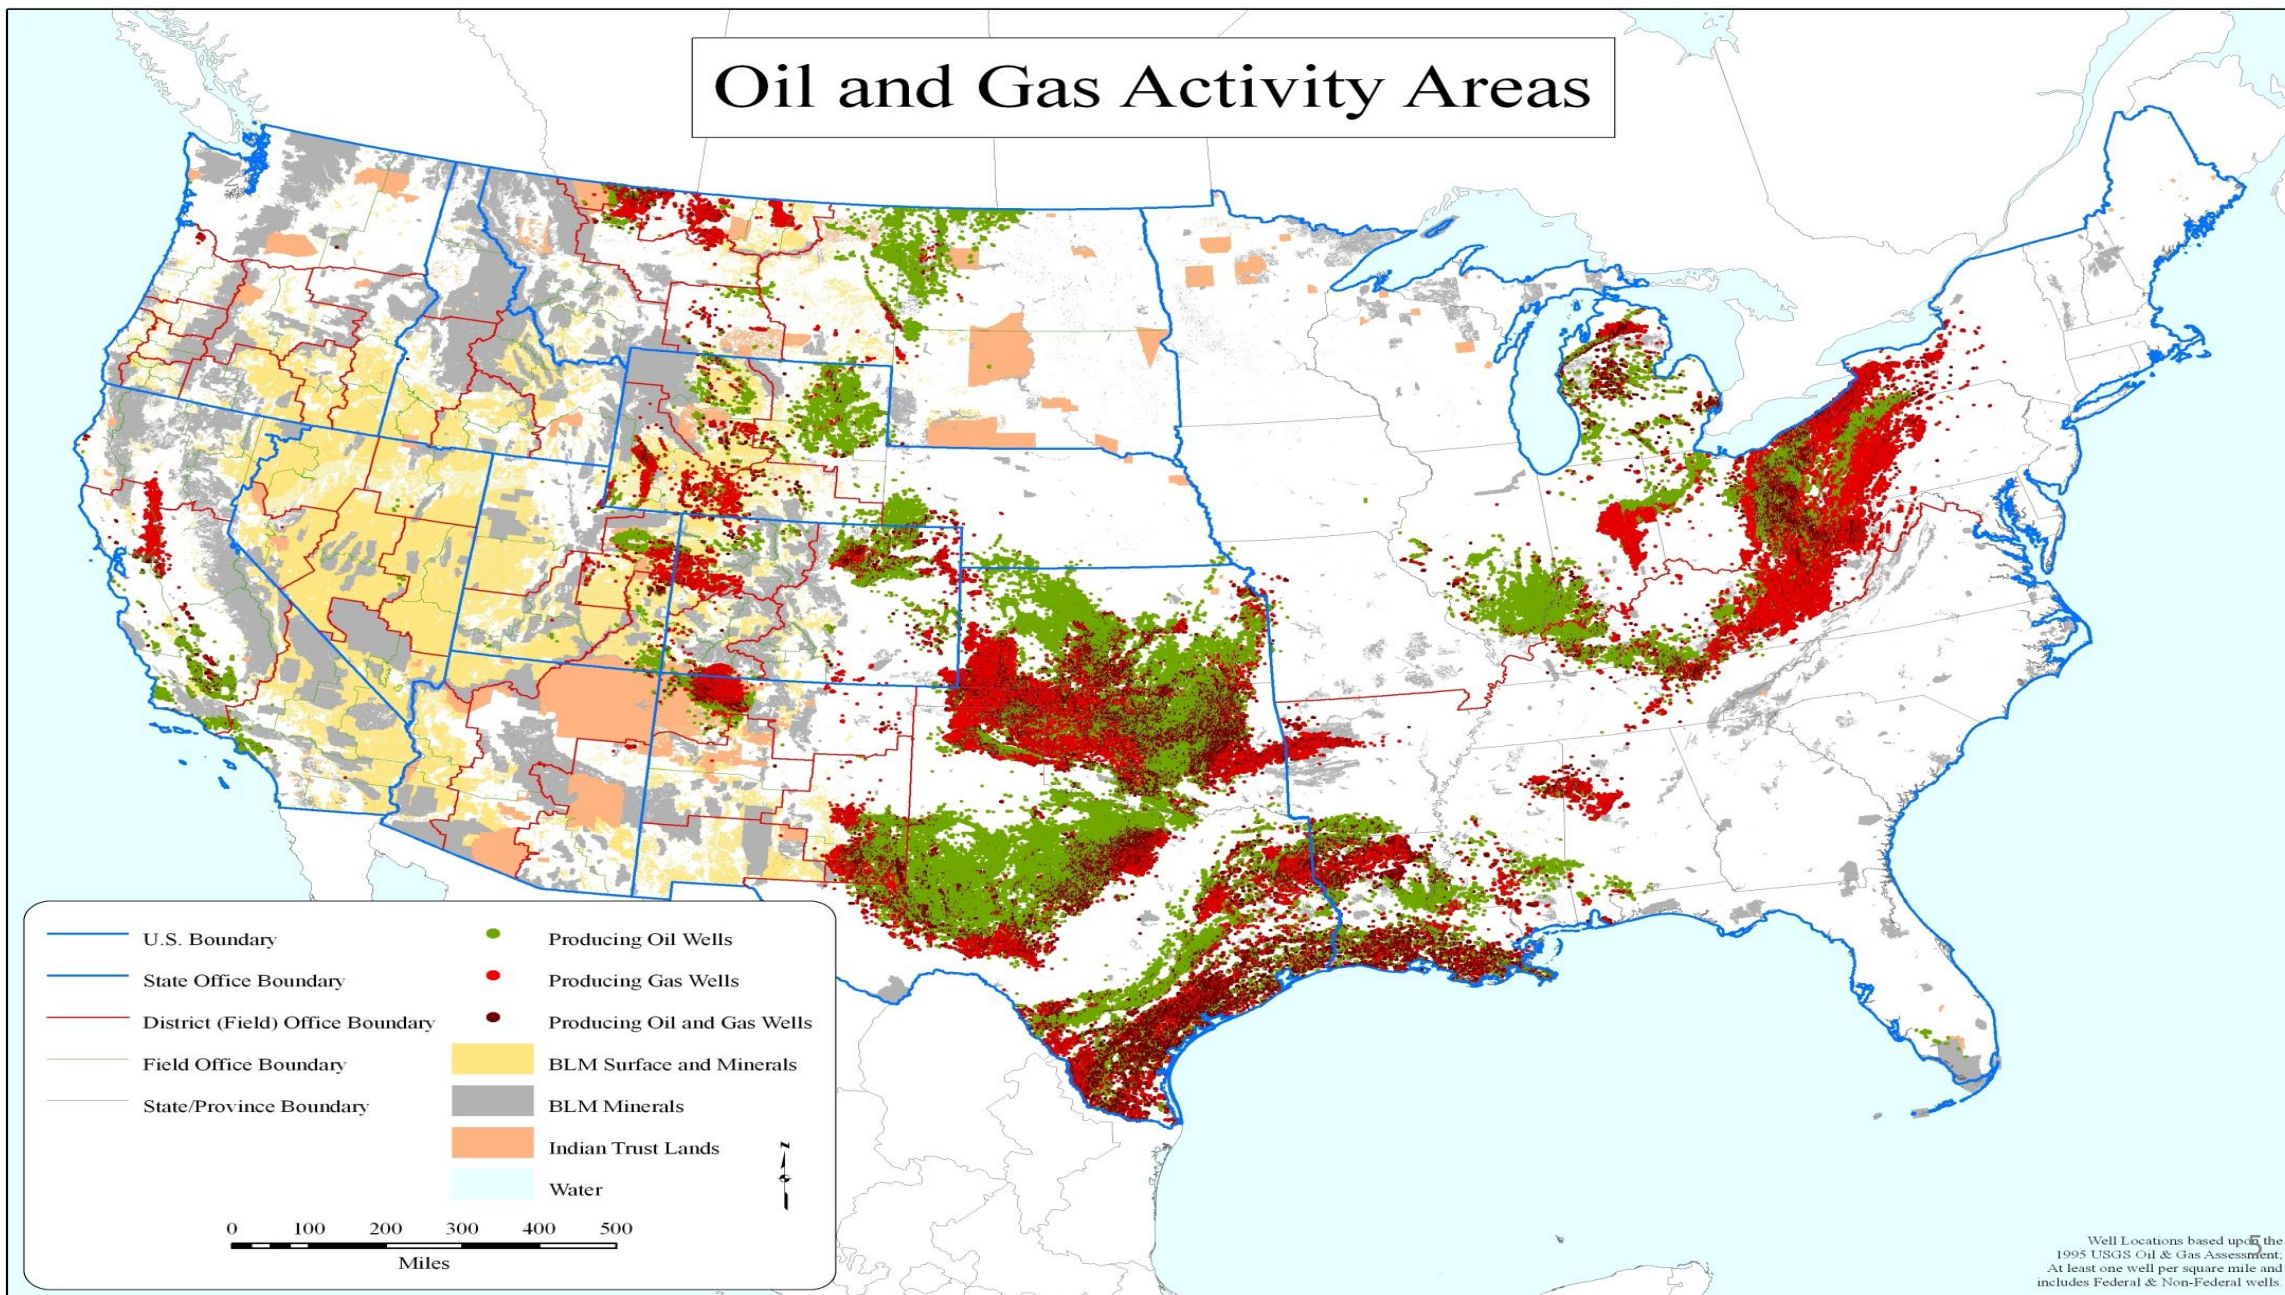 Oil and Gas Activity Areas
U.S. Boundary
State Office Boundary
District (Field) Office Boundary
Field Office Boundary
State/Province Boundary
Producing Oil Wells
Producing Gas Wells
Producing Oil and Gas Wells
BLM Surface and Minerals
BLM Minerals
Indian Trust Lands
Water
N
0 100 200 300 400 500
Miles
Well Locations based upon the
1995 USGS Oil & Gas Assessment;
At least one well per square mile and
includes Federal & Non-Federal wells.
5